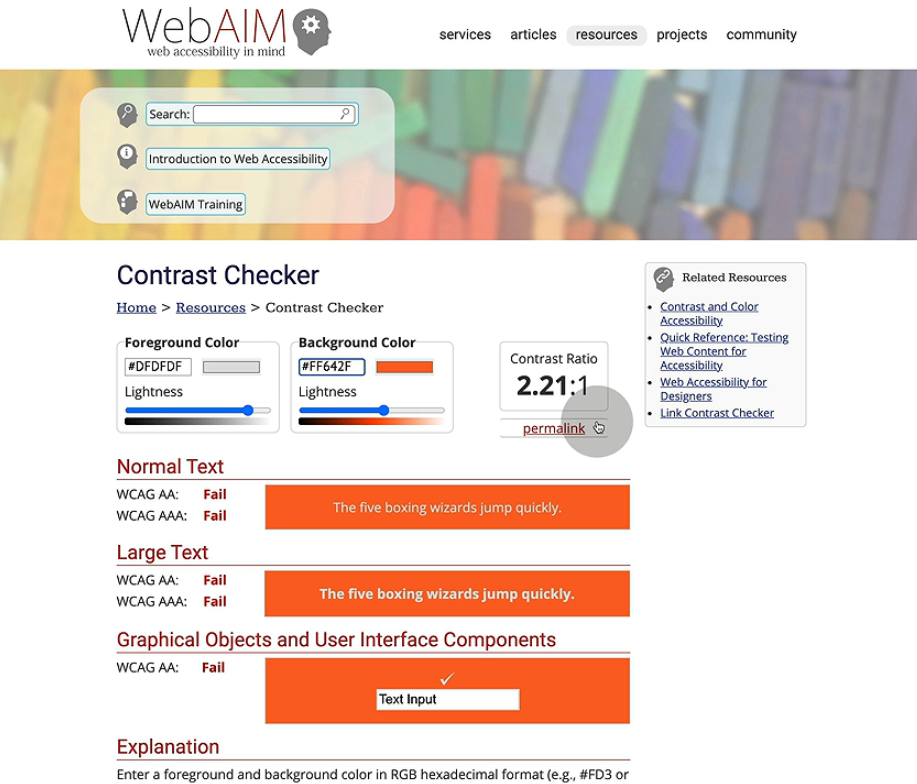 WebAIM
web accessibility in mind
services articles resources projects community
Search:
Introduction to Web Accessibility
WebAIM Training
Contrast Checker
Home > Resources > Contrast Checker
Foreground Color
#DFDFDF
Lightness
Background Color
#FF642F
Lightness
Contrast Ratio
2.21:1
permalink
Related Resources
Contrast and Color
Accessibility
Quick Reference: Testing
Web Content for
Accessibility
Web Accessibility for
Designers
Link Contrast Checker
Normal Text
WCAG AA: Fail
WCAG AAA: Fail
The five boxing wizards jump quickly.
Large Text
WCAG AA: Fail
WCAG AAA: Fail
The five boxing wizards jump quickly.
Graphical Objects and User Interface Components
WCAG AA: Fail
Text Input
Explanation
Enter a foreground and background color in RGB hexadecimal format (e.g., #FD3 or